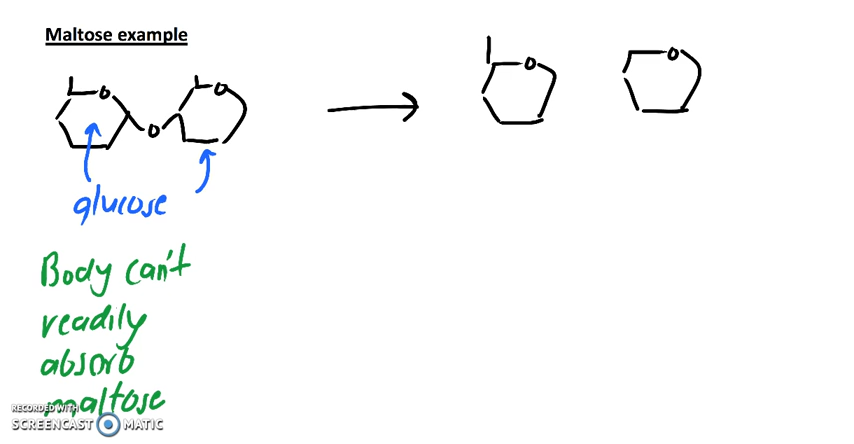 Maltose example
O
O
O
O
O
glucose
Body can't
readily
absorb
maltose
RECORDED WITH
SCREENCAST MATIC